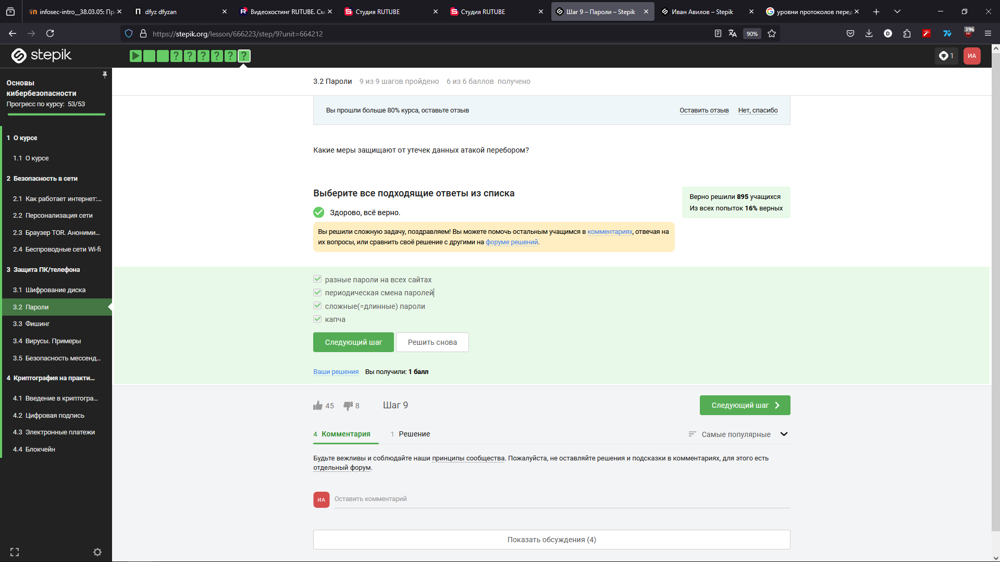 infosec-intro__38.03.05: Пр
dfyz dfyzan
Видеохостинг RUTUBE. См
Студия RUTUBE
Студия RUTUBE
Шаг 9 – Пароли – Stepik
Иван Авилов – Stepik
уровни протоколов перед
https://stepik.org/lesson/666223/step/9?unit=664212
90%
396
stepik
? ? ? ? ? ?
1
ИА
Основы
кибербезопасности
Прогресс по курсу: 53/53
1 О курсе
1.1 О курсе
2 Безопасность в сети
2.1 Как работает интернет:...
2.2 Персонализация сети
2.3 Браузер TOR. Аноними...
2.4 Беспроводные сети Wi-fi
3 Защита ПК/телефона
3.1 Шифрование диска
3.2 Пароли
3.3 Фишинг
3.4 Вирусы. Примеры
3.5 Безопасность мессенд...
4 Криптография на практи...
4.1 Введение в криптогра...
4.2 Цифровая подпись
4.3 Электронные платежи
4.4 Блокчейн
3.2 Пароли 9 из 9 шагов пройдено 6 из 6 баллов получено
Вы прошли больше 80% курса, оставьте отзыв
Оставить отзыв
Нет, спасибо
Какие меры защищают от утечек данных атакой перебором?
Выберите все подходящие ответы из списка
Здорово, всё верно.
Верно решили 895 учащихся
Из всех попыток 16% верных
Вы решили сложную задачу, поздравляем! Вы можете помочь остальным учащимся в комментариях, отвечая на
их вопросы, или сравнить своё решение с другими на форуме решений.
разные пароли на всех сайтах
периодическая смена паролей
сложные(=длинные) пароли
капча
Следующий шаг
Решить снова
Ваши решения Вы получили: 1 балл
45
8
Шаг 9
Следующий шаг
4 Комментария
1 Решение
Самые популярные
Будьте вежливы и соблюдайте наши принципы сообщества. Пожалуйста, не оставляйте решения и подсказки в комментариях, для этого есть
отдельный форум.
ИА
Оставить комментарий
Показать обсуждения (4)